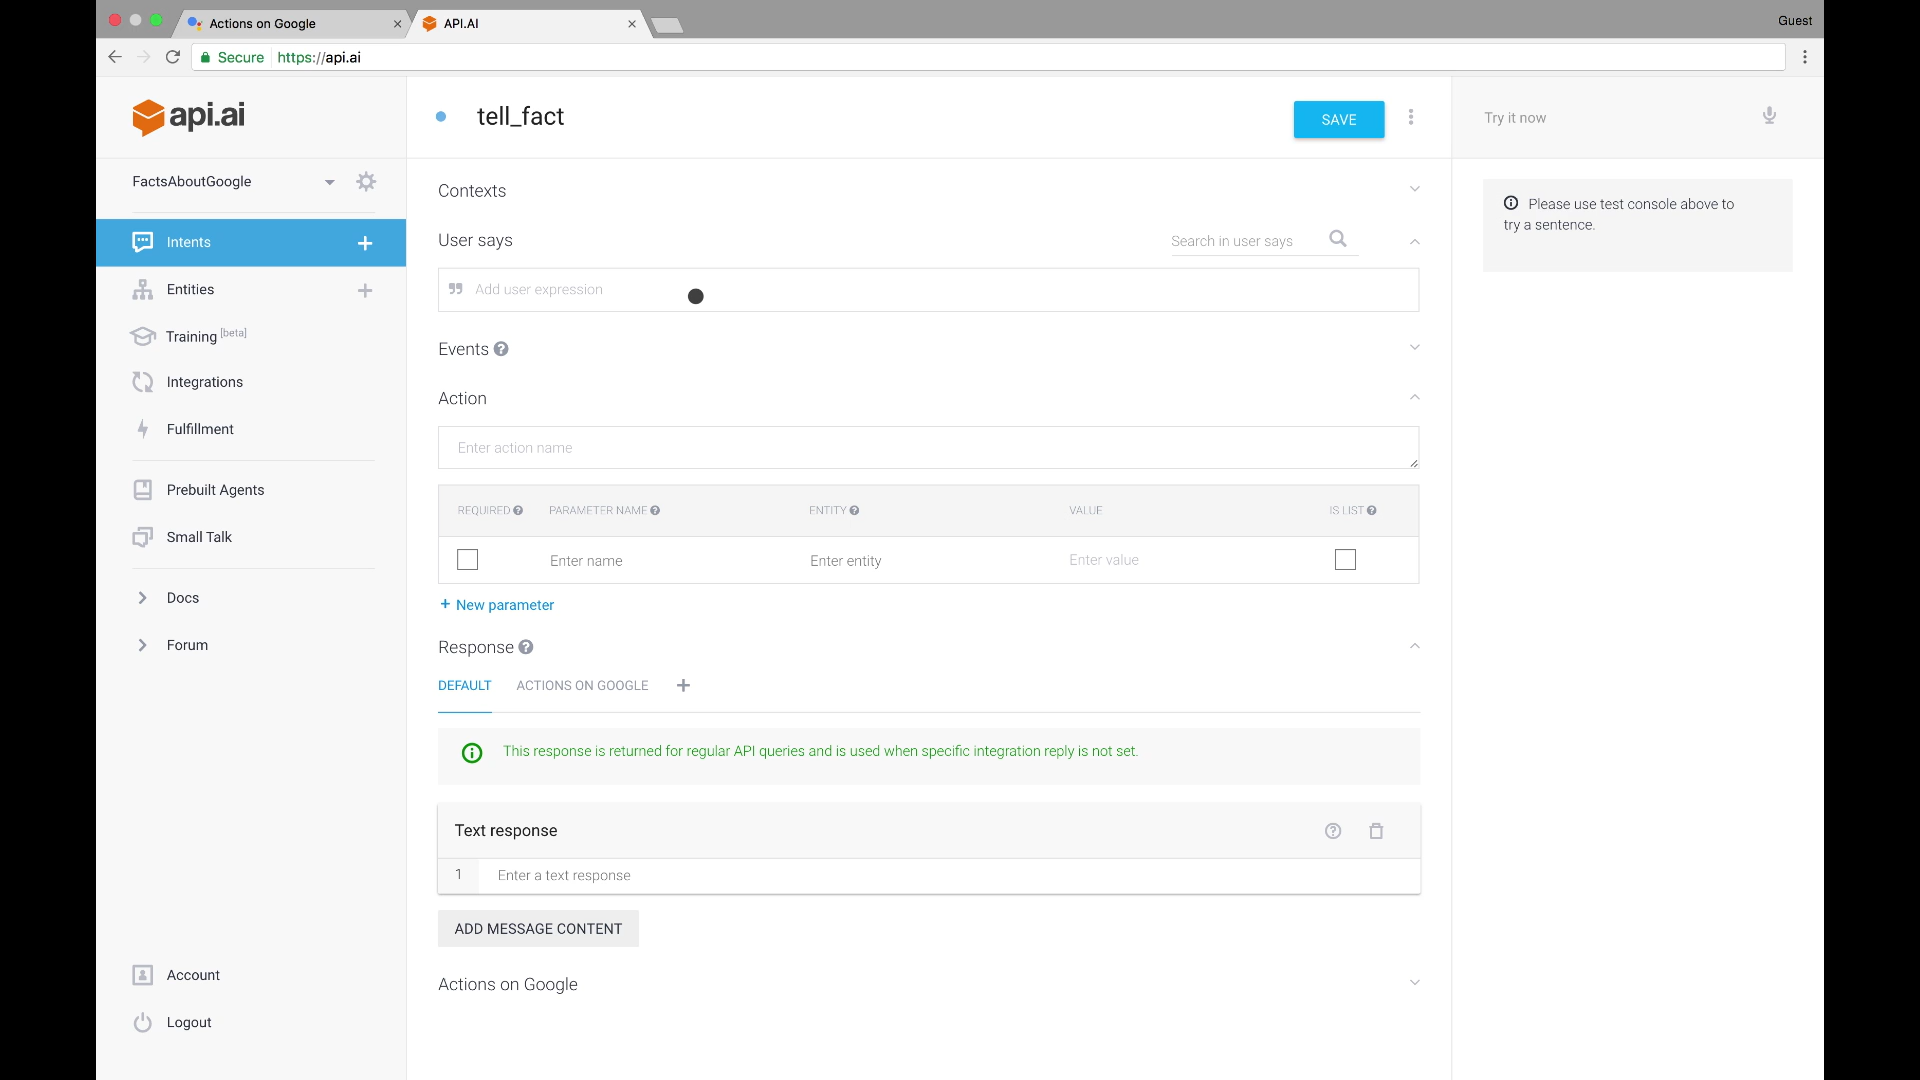 Actions on Google
API.AI
Guest
Secure https://api.ai
api.ai
tell_fact
SAVE
Try it now
FactsAboutGoogle
Contexts
Please use test console above to
try a sentence.
Intents
User says
Search in user says
Entities
Add user expression
Training [beta]
Events
Integrations
Action
Fulfillment
Enter action name
Prebuilt Agents
REQUIRED PARAMETER NAME ENTITY VALUE IS LIST
Small Talk
Enter name Enter entity Enter value
Docs
+ New parameter
Forum
Response
DEFAULT ACTIONS ON GOOGLE
This response is returned for regular API queries and is used when specific integration reply is not set.
Text response
1 Enter a text response
ADD MESSAGE CONTENT
Account
Actions on Google
Logout